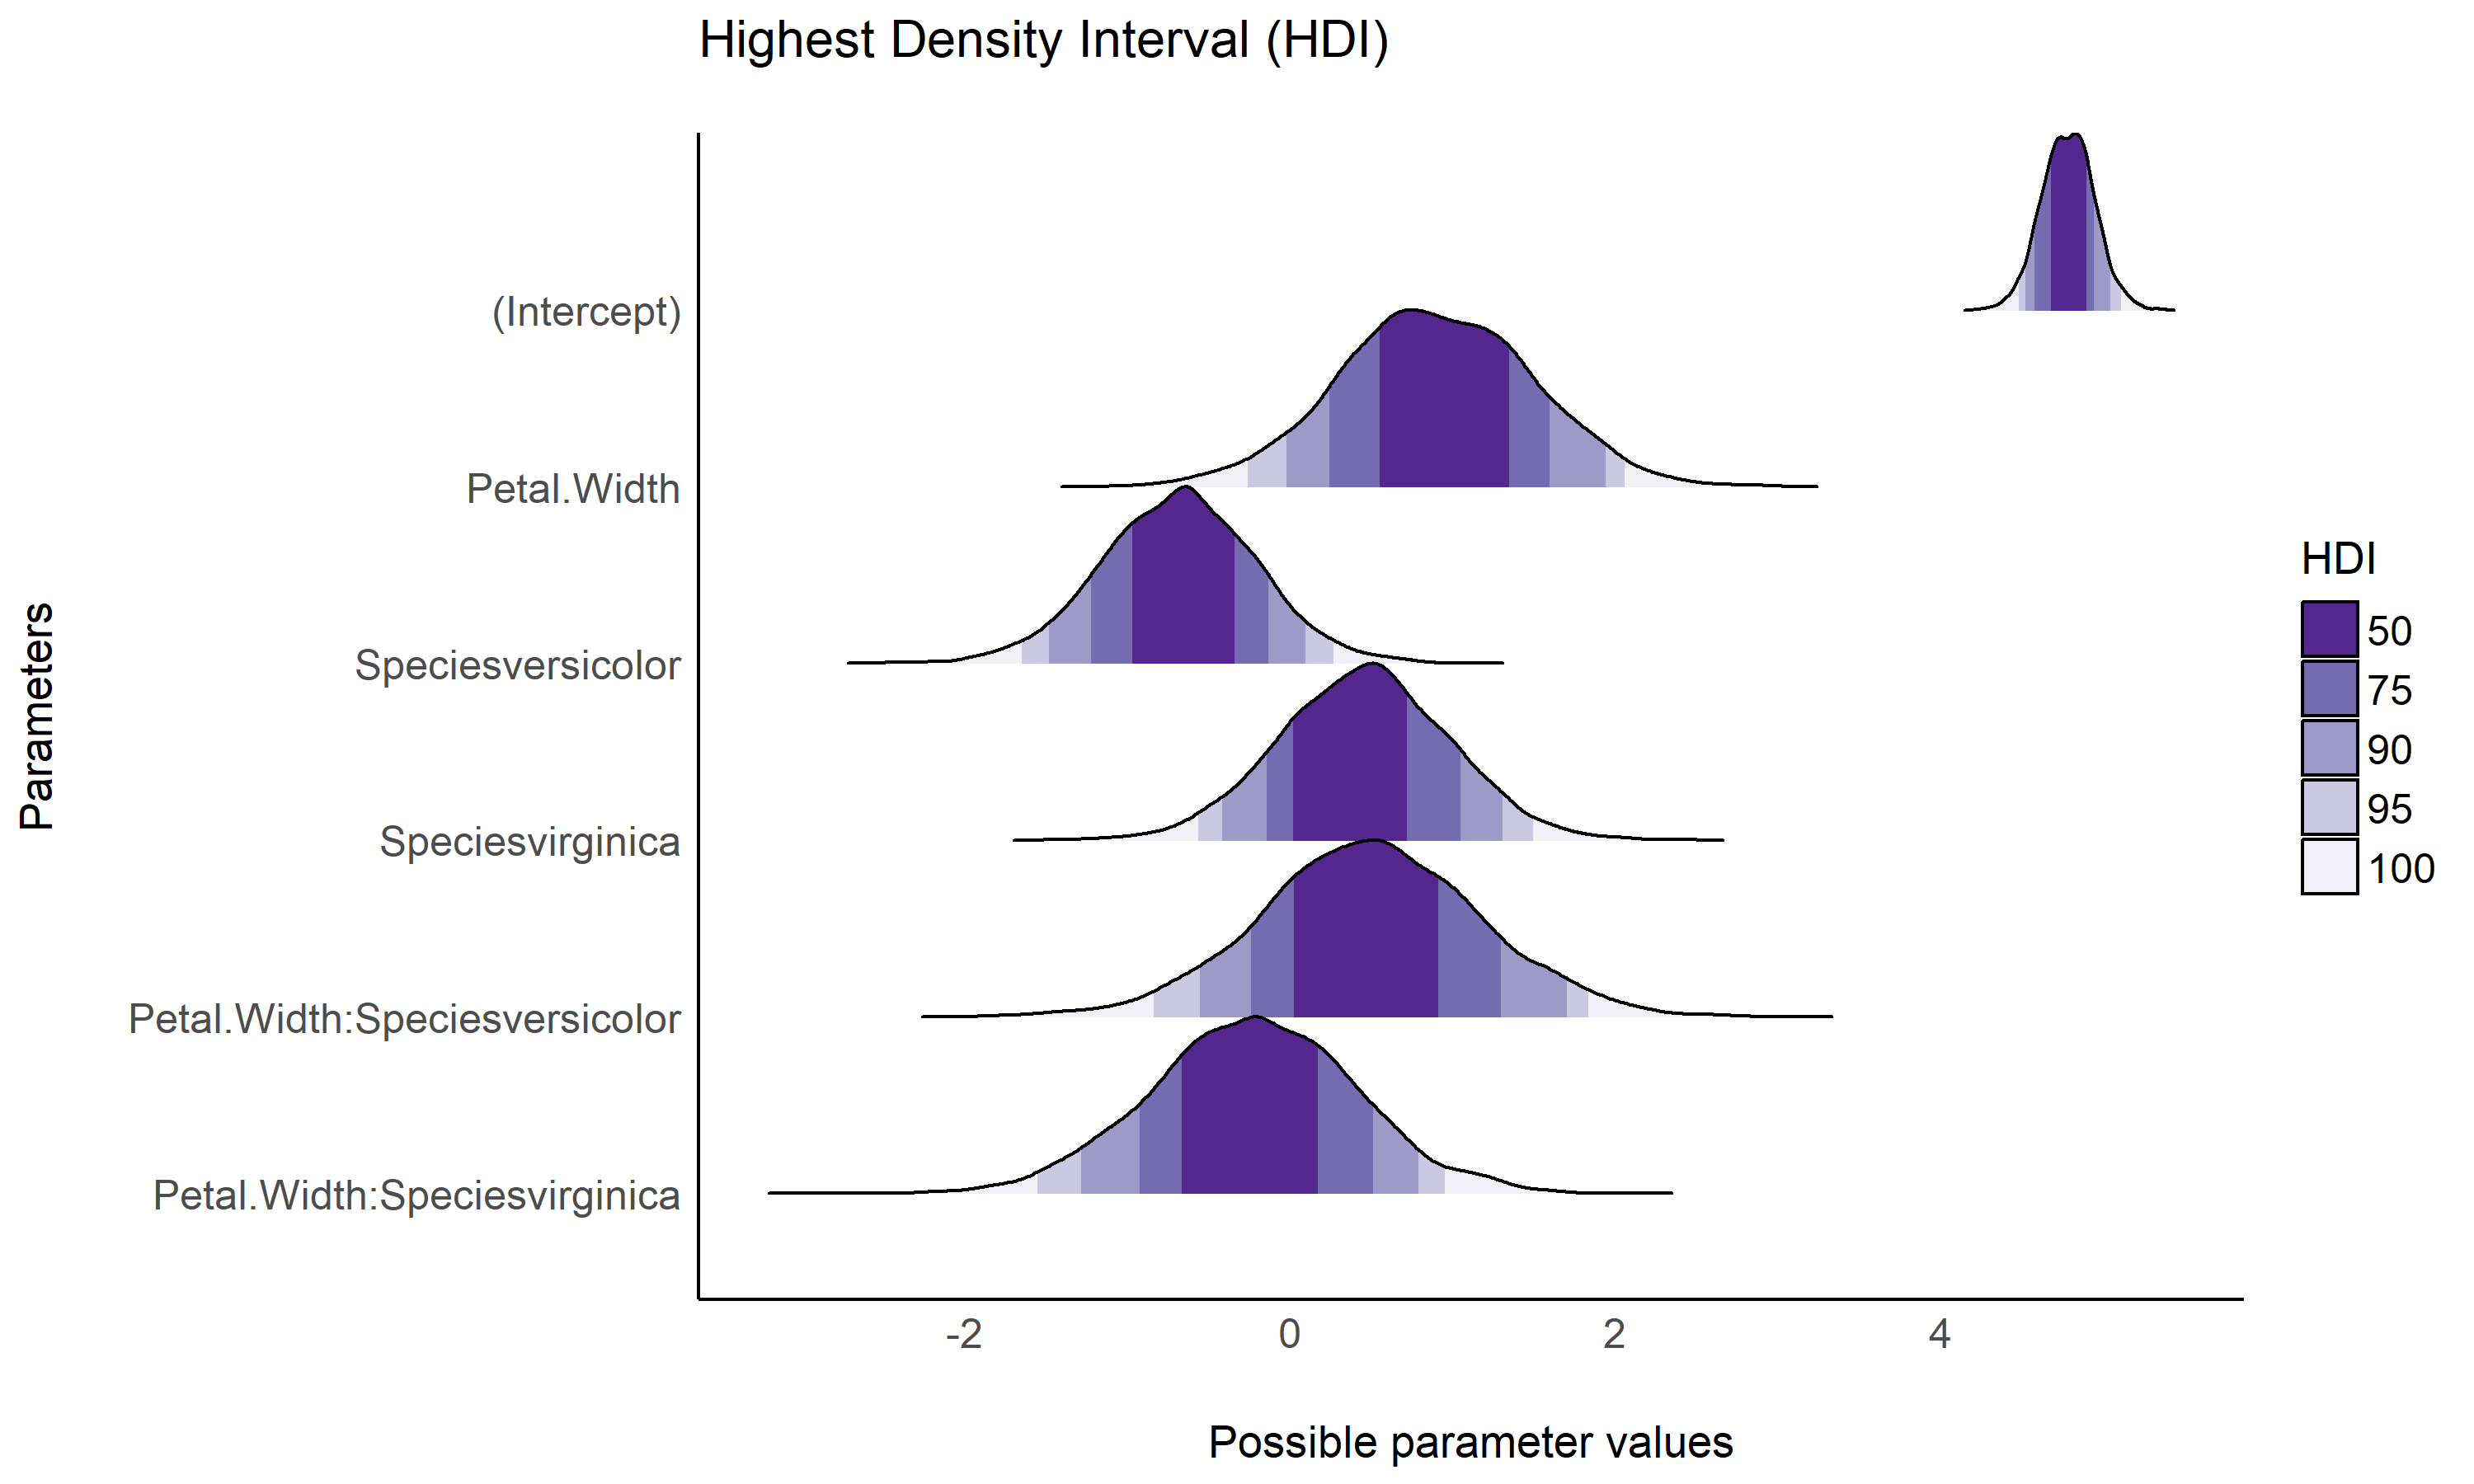 Highest Density Interval (HDI)
Parameters
(Intercept)
Petal.Width
Speciesversicolor
Speciesvirginica
Petal.Width:Speciesversicolor
Petal.Width:Speciesvirginica
-2 0 2 4
Possible parameter values
HDI
50
75
90
95
100